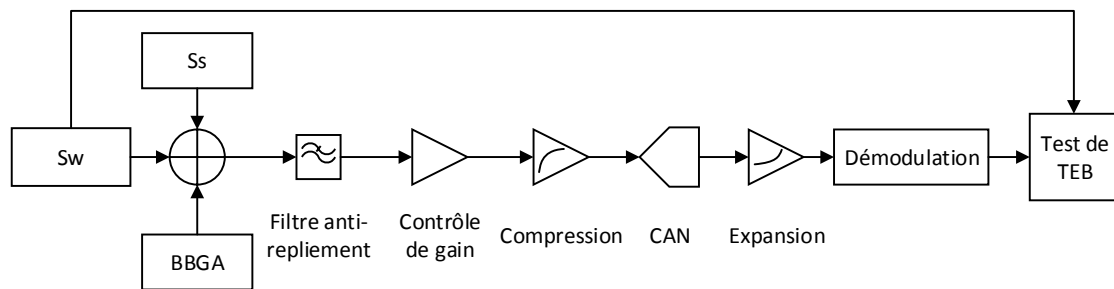 Ss
Sw
Démodulation
Test de
TEB
Filtre anti-
repliement
Contrôle
de gain
Compression
CAN
Expansion
BBGA